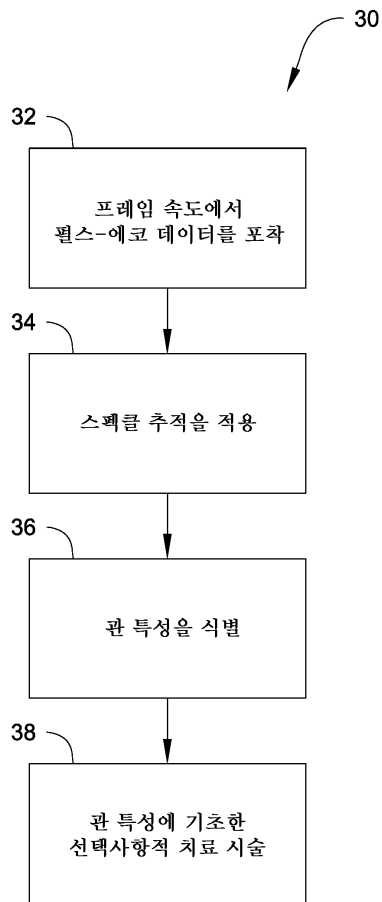 30
32
프레임 속도에서
펄스-에코 데이터를 포착
34
스펙클 추적을 적용
36
관 특성을 식별
38
관 특성에 기초한
선택사항적 치료 시술